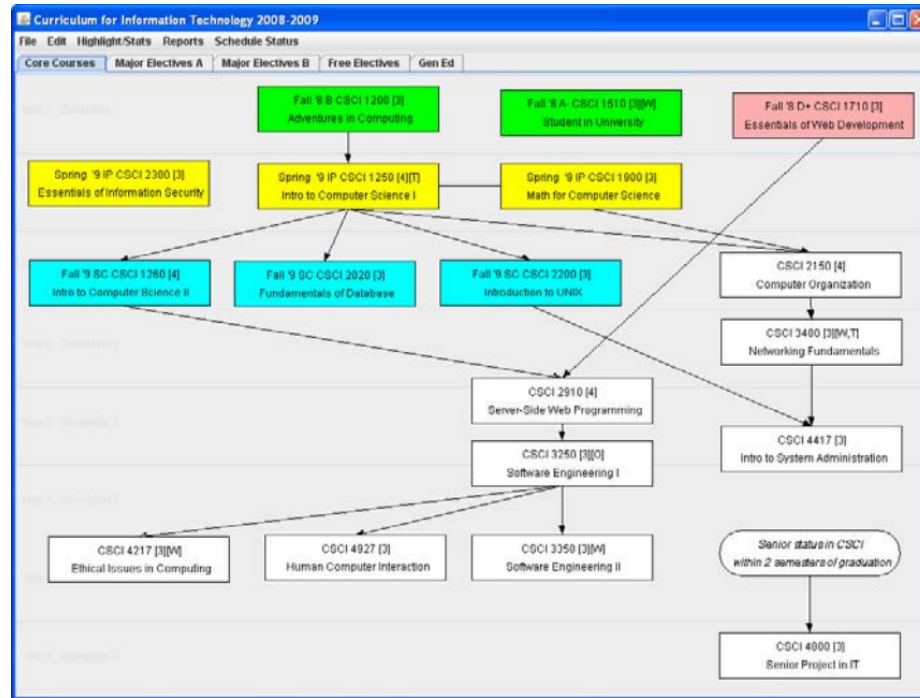 Curriculum for Information Technology 2008-2009
File Edit Highlight/Stats Reports Schedule Status
Core Courses Major Electives A Major Electives B Free Electives Gen Ed
Fall '8 B CSCI 1200 [3]
Adventures in Computing
Fall '8 A- CSCI 1510 [3][W]
Student in University
Fall '8 D+ CSCI 1710 [3]
Essentials of Web Development
Spring '9 IP CSCI 2300 [3]
Essentials of Information Security
Spring '9 IP CSCI 1250 [4][T]
Intro to Computer Science I
Spring '9 IP CSCI 1900 [3]
Math for Computer Science
Fall '9 SC CSCI 1260 [4]
Intro to Computer Science II
Fall '9 SC CSCI 2020 [3]
Fundamentals of Database
Fall '9 SC CSCI 2200 [3]
Introduction to UNIX
CSCI 2150 [4]
Computer Organization
CSCI 3400 [3][W,T]
Networking Fundamentals
CSCI 2910 [4]
Server-Side Web Programming
CSCI 4417 [3]
Intro to System Administration
CSCI 3250 [3][O]
Software Engineering I
CSCI 4217 [3][W]
Ethical Issues in Computing
CSCI 4927 [3]
Human Computer Interaction
CSCI 3350 [3][W]
Software Engineering II
Senior status in CSCI
within 2 semesters of graduation
CSCI 4800 [3]
Senior Project in IT